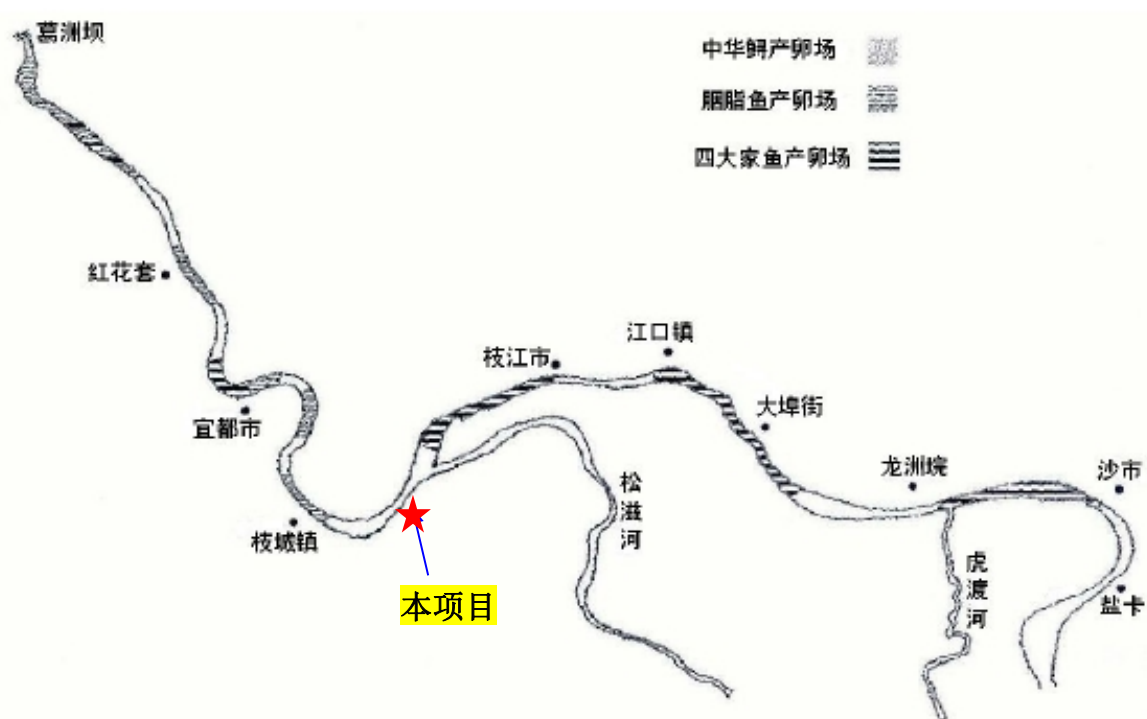 葛洲坝
中华鲟产卵场
胭脂鱼产卵场
四大家鱼产卵场
红花套
江口镇
枝江市
大埠街
宜都市
龙洲垸
沙市
松滋河
枝城镇
虎渡河
本项目
盐卡